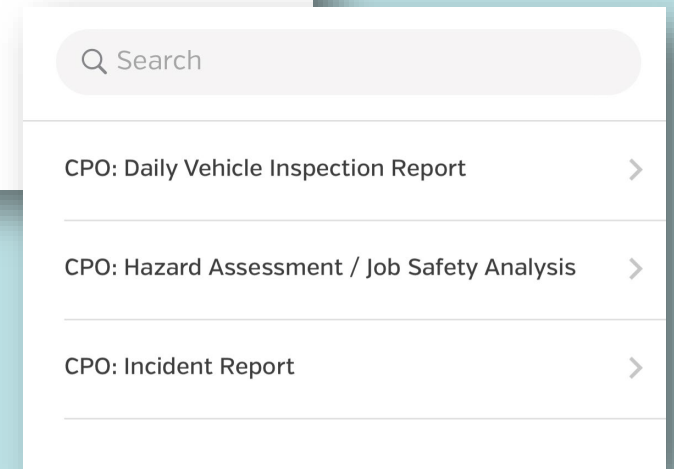 Search
CPO: Daily Vehicle Inspection Report
CPO: Hazard Assessment / Job Safety Analysis
CPO: Incident Report